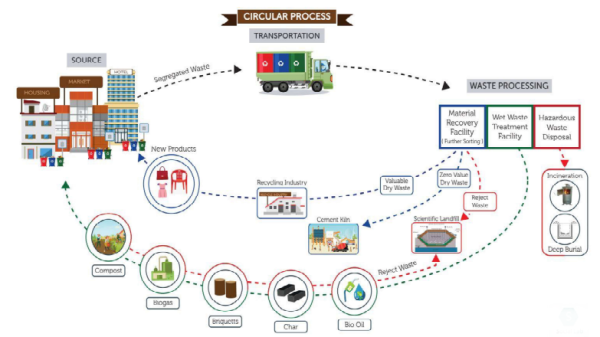 CIRCULAR PROCESS
TRANSPORTATION
SOURCE
HOUSING
MARKET
HOTEL
Segregated Waste
WASTE PROCESSING
Material
Recovery
Facility
( Further Sorting )
Wet Waste
Treatment
Facility
Hazardous
Waste
Disposal
New Products
Recycling Industry
Valuable
Dry Waste
Zero Value
Dry Waste
Reject
Waste
Cement Kiln
Scientific Landfill
Incineration
Deep Burial
Compost
Biogas
Briquetts
Char
Bio Oil
Reject Waste